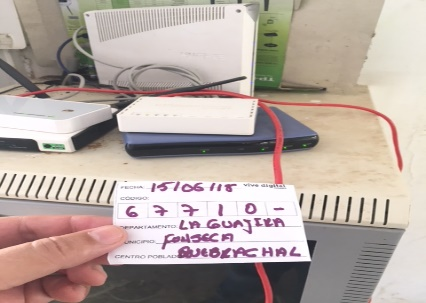 FECHA: 15/06/18 vive digital
CÓDIGO:
6 7 7 1 0 -
DEPARTAMENTO: LA GUAJIRA
MUNICIPIO: FONSECA
CENTRO POBLADO: QUEBRACHAL